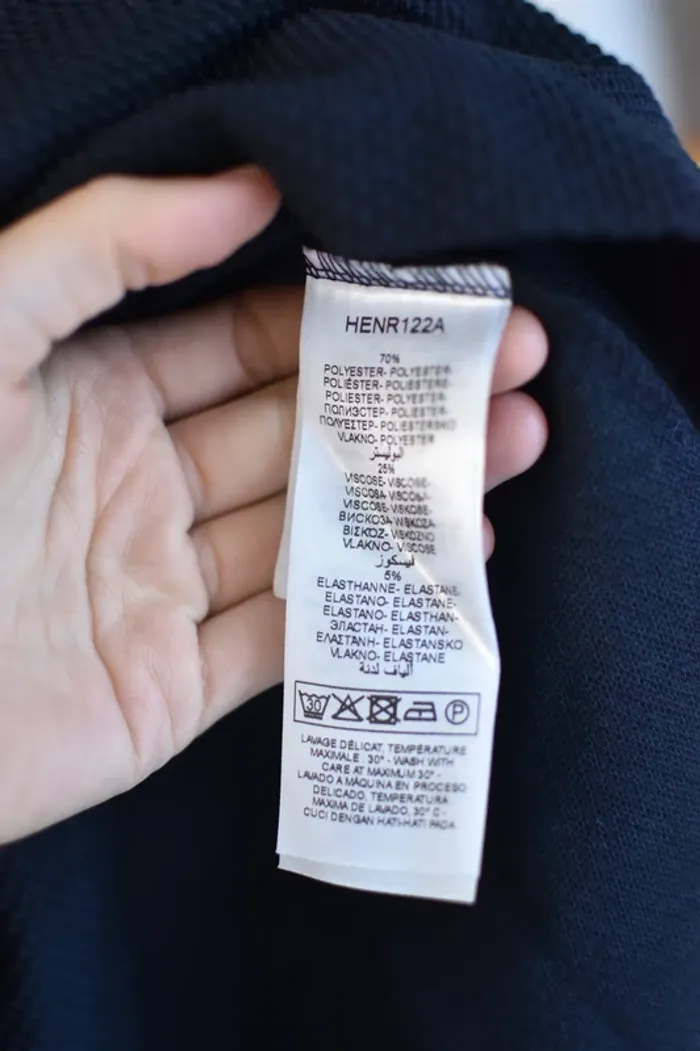 HENR122A
70%
POLYESTER- POLYESTER-
POLIÉSTER- POLIESTERE-
POLIESTER- POLYESTER-
ПОЛИЭСТЕР- POLIESTER-
ΠΟΛΥΕΣΤΕΡ-
VLAKNO- POLYESTER
البوليستر
25%
VISCOSE- VISCOSE-
VISCOSA- VISCOSA-
VISCOSE- VISKOSE-
ВИСКОЗА- WISKOZA-
ΒΙΣΚΟΖ- VISKOZNO
VLAKNO- VISCOSE
فيسكوز
5%
ELASTHANNE- ELASTANE-
ELASTANO- ELASTANE-
ELASTANO- ELASTHAN-
ЭЛАСТАН- ELASTAN-
ΕΛΑΣΤΑΝΗ- ELASTANSKO
VLAKNO- ELASTANE
ألياف لدنة
30 P
LAVAGE DÉLICAT, TEMPÉRATURE
MAXIMALE 30° - WASH WITH
CARE AT MAXIMUM 30° -
LAVADO A MÁQUINA EN PROCESO
DELICADO, TEMPERATURA
MAXIMA DE LAVADO, 30° C -
CUCI DENGAN HATI-HATI PADA